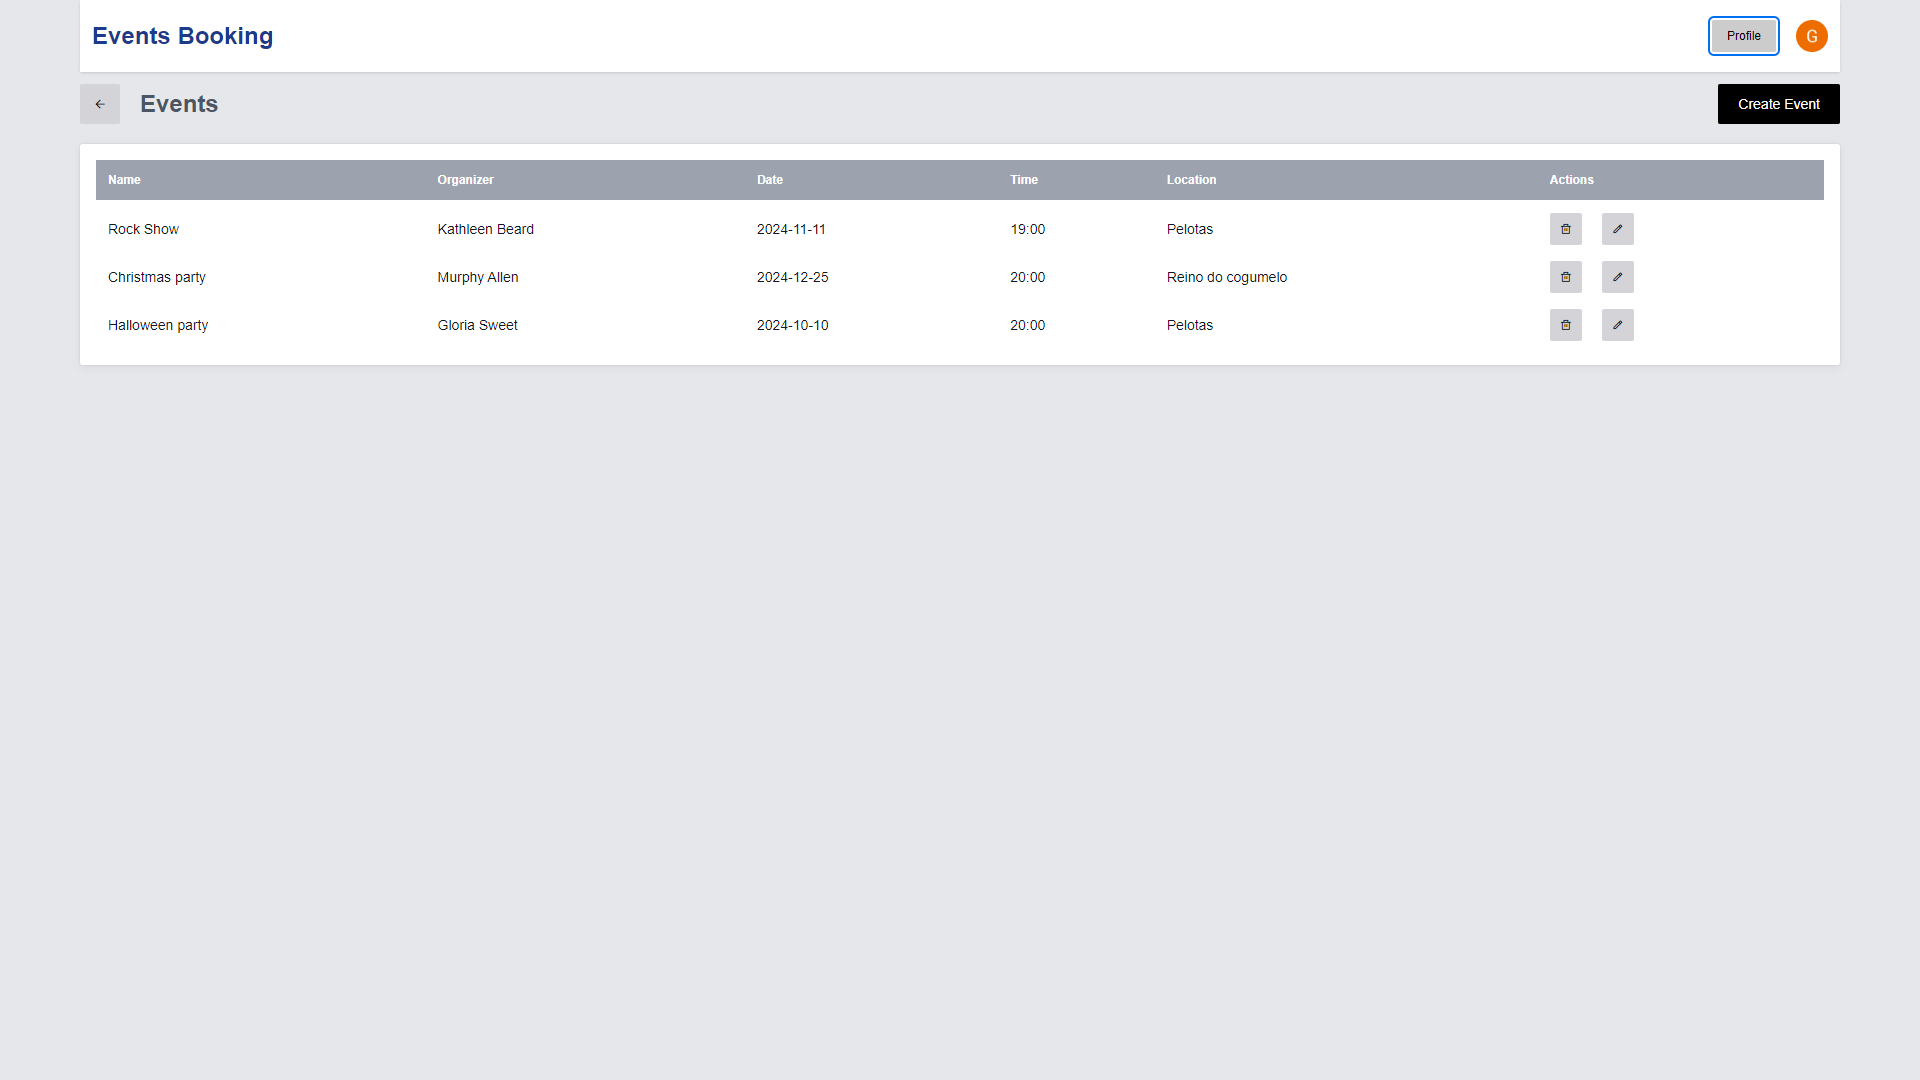 Events Booking
Profile
G
Events
Create Event
Name Organizer Date Time Location Actions
Rock Show Kathleen Beard 2024-11-11 19:00 Pelotas
Christmas party Murphy Allen 2024-12-25 20:00 Reino do cogumelo
Halloween party Gloria Sweet 2024-10-10 20:00 Pelotas